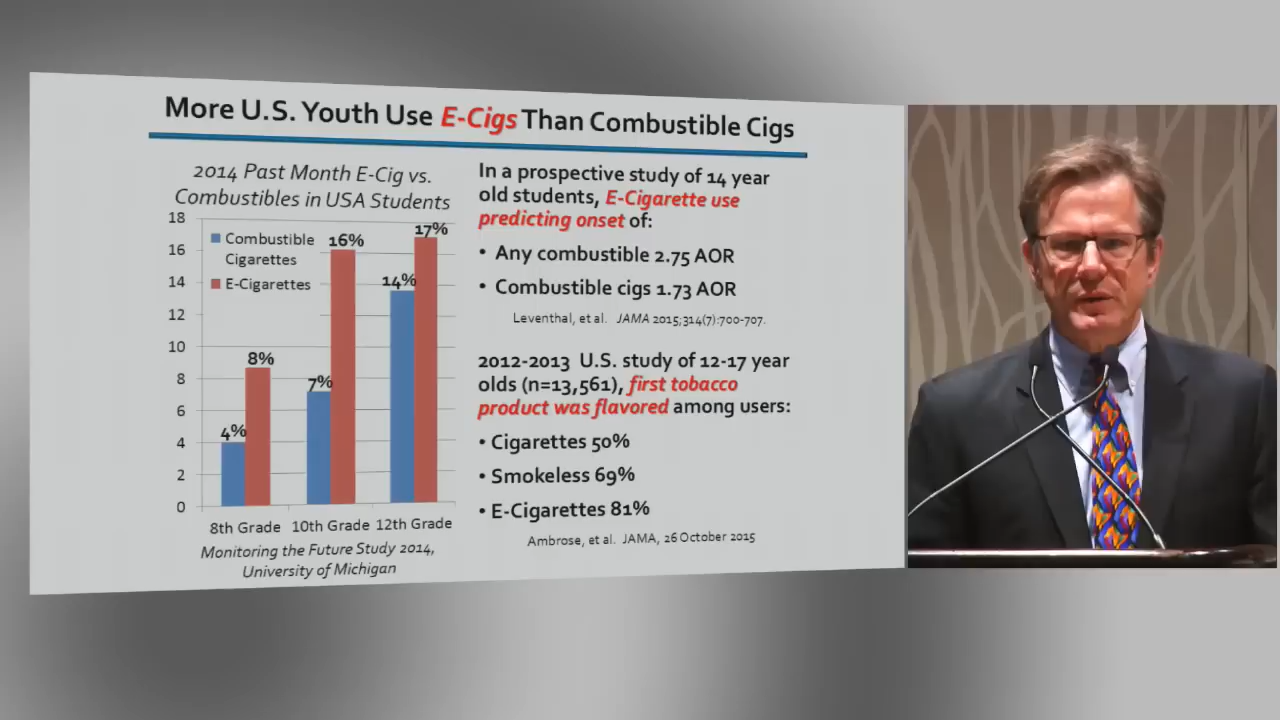 More U.S. Youth Use E-Cigs Than Combustible Cigs
2014 Past Month E-Cig vs.
Combustibles in USA Students
18
16
14
12
10
8
6
4
2
0
Combustible
Cigarettes
E-Cigarettes
4%
8%
7%
16%
14%
17%
8th Grade 10th Grade 12th Grade
Monitoring the Future Study 2014,
University of Michigan
In a prospective study of 14 year
old students, E-Cigarette use
predicting onset of:
• Any combustible 2.75 AOR
• Combustible cigs 1.73 AOR
Leventhal, et al. JAMA 2015;314(7):700-707.
2012-2013 U.S. study of 12-17 year
olds (n=13,561), first tobacco
product was flavored among users:
• Cigarettes 50%
• Smokeless 69%
• E-Cigarettes 81%
Ambrose, et al. JAMA, 26 October 2015